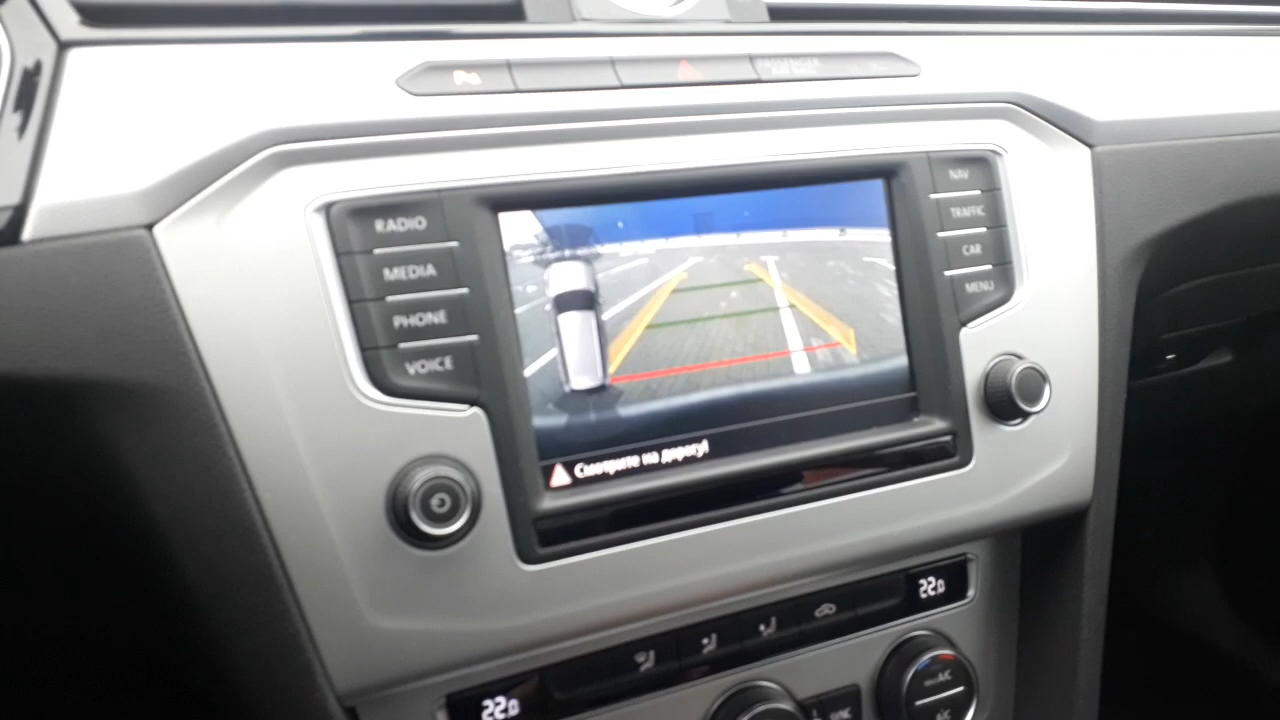 RADIO
MEDIA
PHONE
VOICE
NAV
TRAFFIC
CAR
MENU
Смотрите на дорогу!
22.0
22.0
A/C